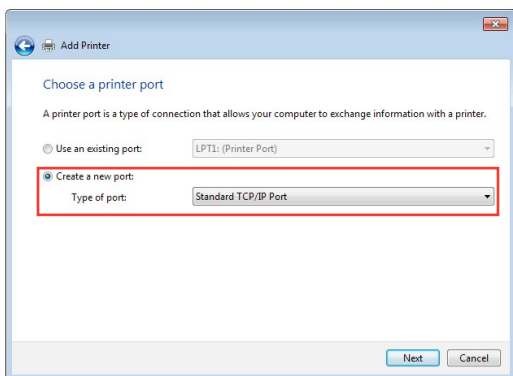 Add Printer
Choose a printer port
A printer port is a type of connection that allows your computer to exchange information with a printer.
Use an existing port: LPT1: (Printer Port)
Create a new port:
Type of port: Standard TCP/IP Port
Next Cancel